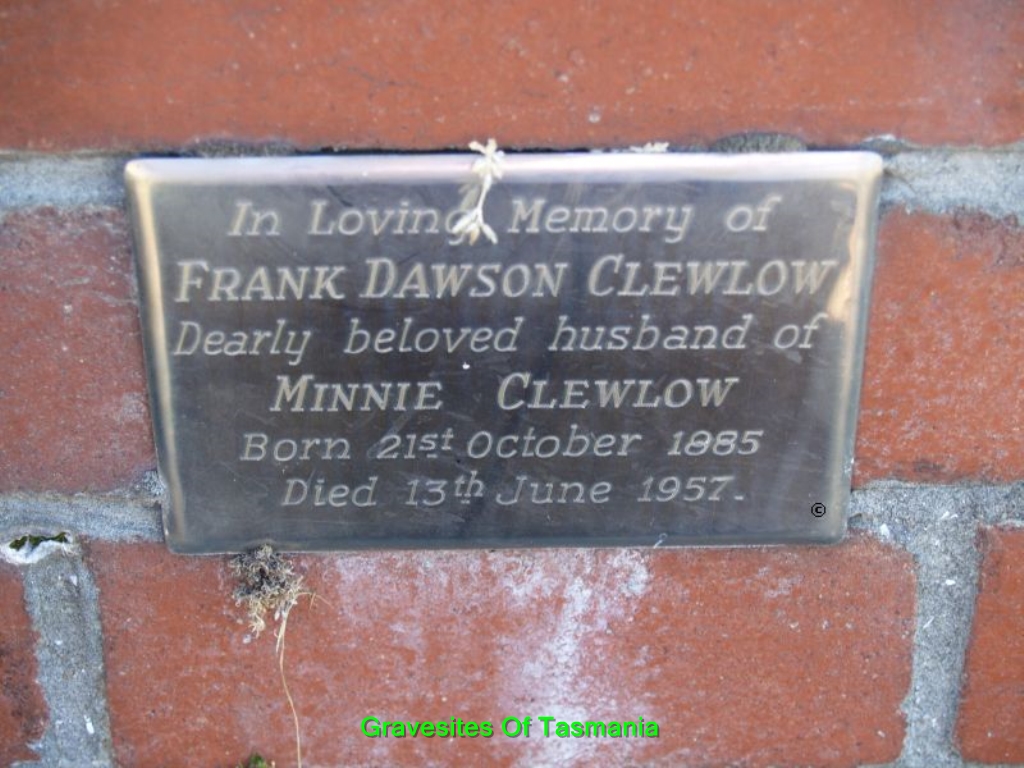 In Loving Memory of
FRANK DAWSON CLEWLOW
Dearly beloved husband of
MINNIE CLEWLOW
Born 21st October 1885
Died 13th June 1957.
©
Gravesites Of Tasmania